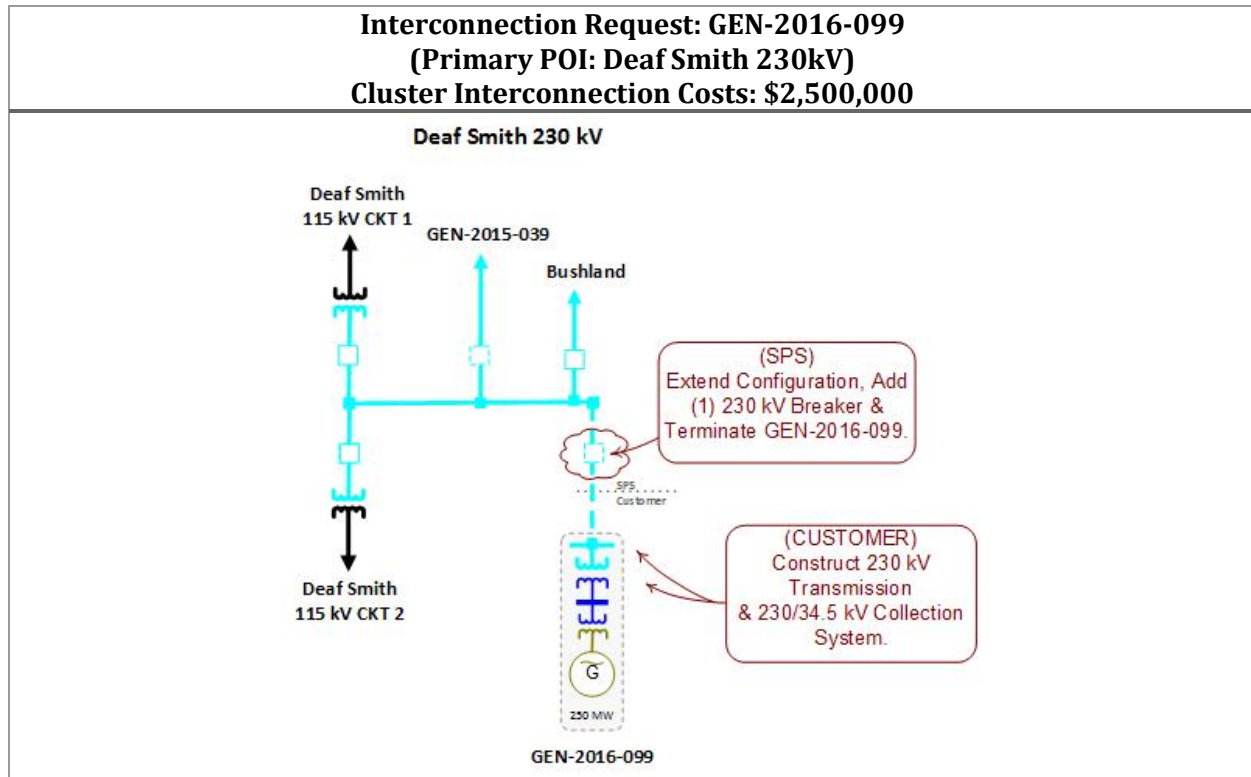 Interconnection Request: GEN-2016-099
(Primary POI: Deaf Smith 230kV)
Cluster Interconnection Costs: $2,500,000
Deaf Smith 230 kV
Deaf Smith
115 kV CKT 1
GEN-2015-039
Bushland
(SPS)
Extend Configuration, Add
(1) 230 kV Breaker &
Terminate GEN-2016-099.
SPS
Customer
(CUSTOMER)
Construct 230 kV
Transmission
& 230/34.5 kV Collection
System.
Deaf Smith
115 kV CKT 2
G
250 MW
GEN-2016-099